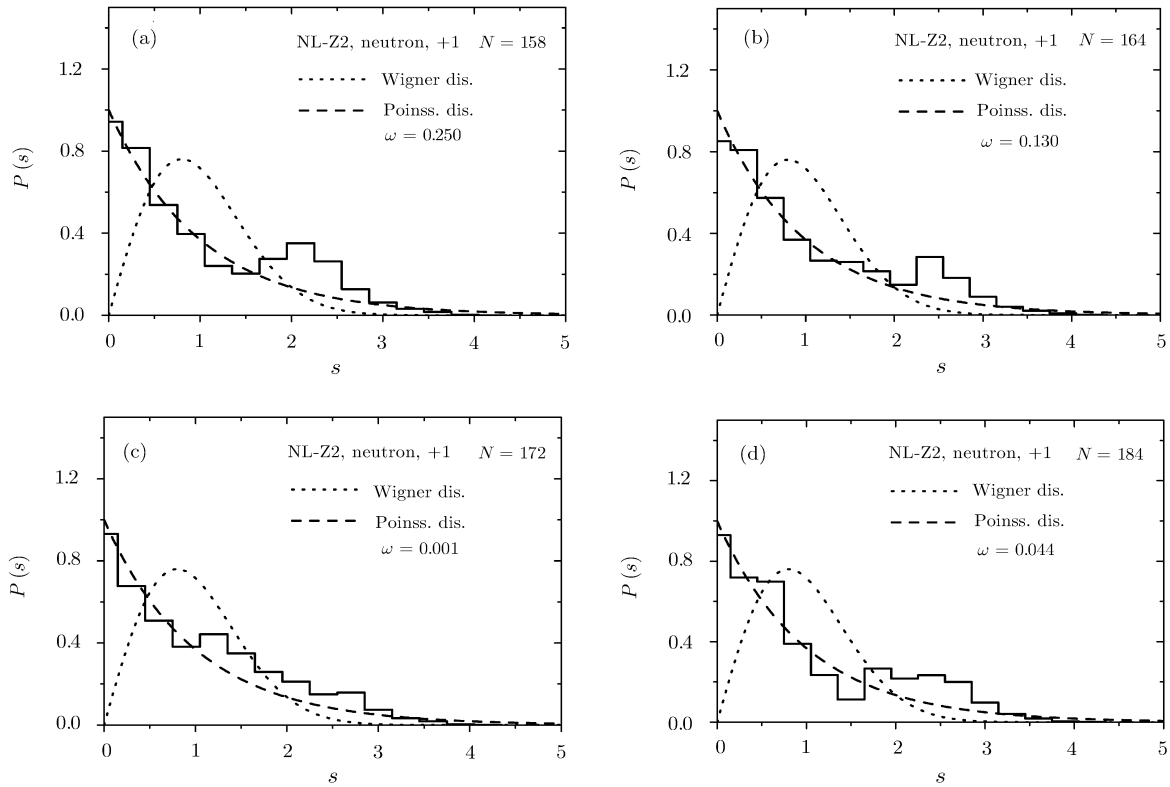 (a) NL-Z2, neutron, +1 N = 158
Wigner dis.
Poinss. dis.
ω = 0.250
1.2
0.8
0.4
0.0
P (s)
0 1 2 3 4 5
s
(b) NL-Z2, neutron, +1 N = 164
Wigner dis.
Poinss. dis.
ω = 0.130
1.2
0.8
0.4
0.0
P (s)
0 1 2 3 4 5
s
(c) NL-Z2, neutron, +1 N = 172
Wigner dis.
Poinss. dis.
ω = 0.001
1.2
0.8
0.4
0.0
P (s)
0 1 2 3 4 5
s
(d) NL-Z2, neutron, +1 N = 184
Wigner dis.
Poinss. dis.
ω = 0.044
1.2
0.8
0.4
0.0
P (s)
0 1 2 3 4 5
s